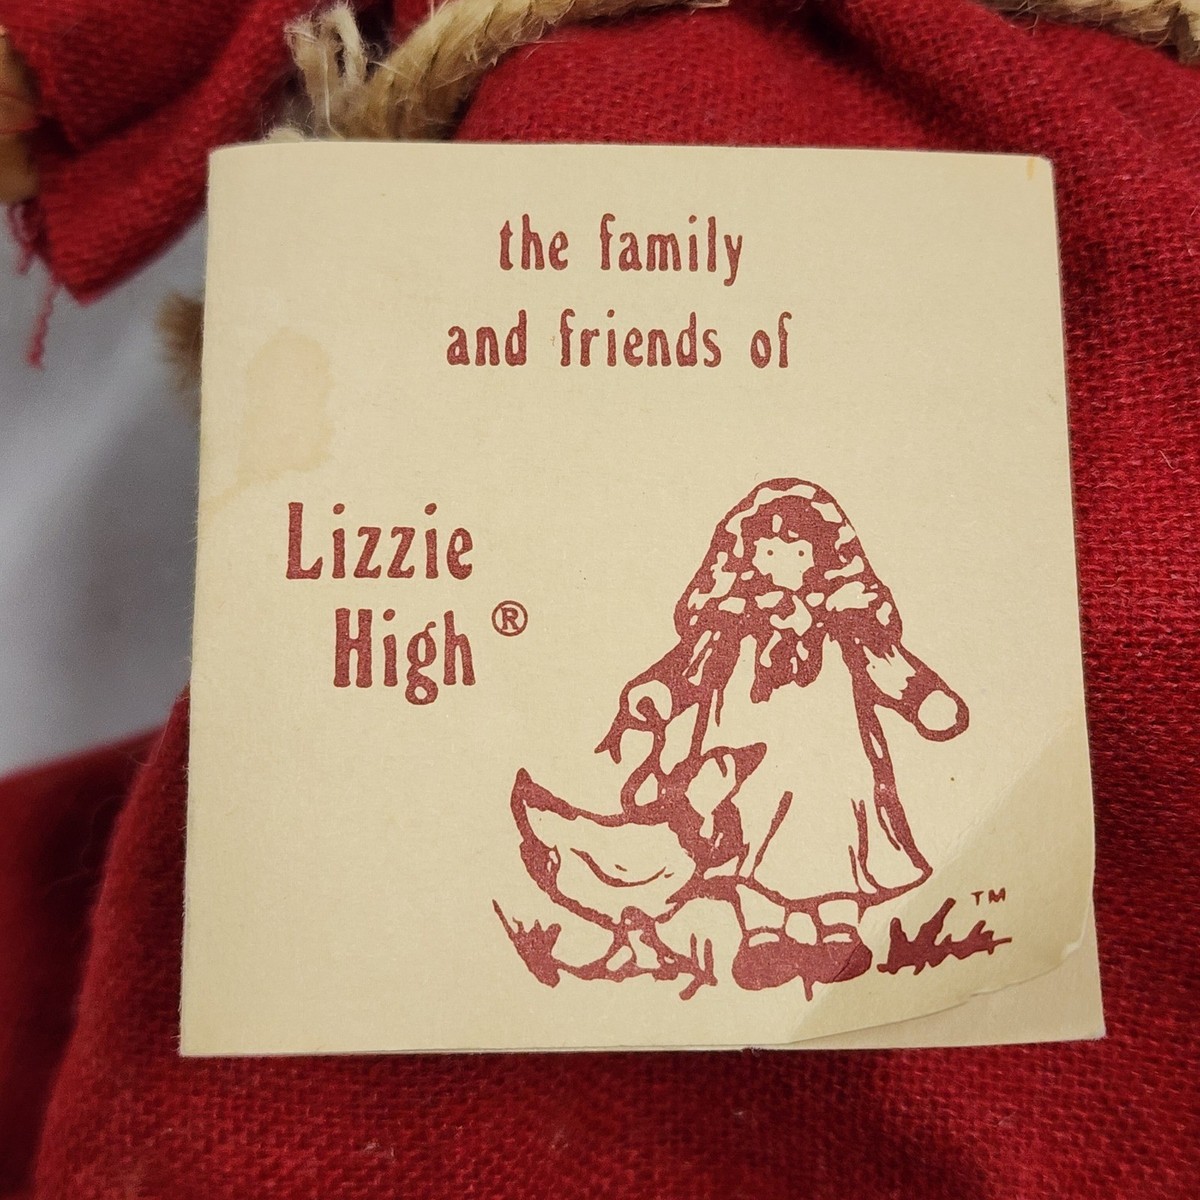 the family
and friends of
Lizzie
High ®
TM